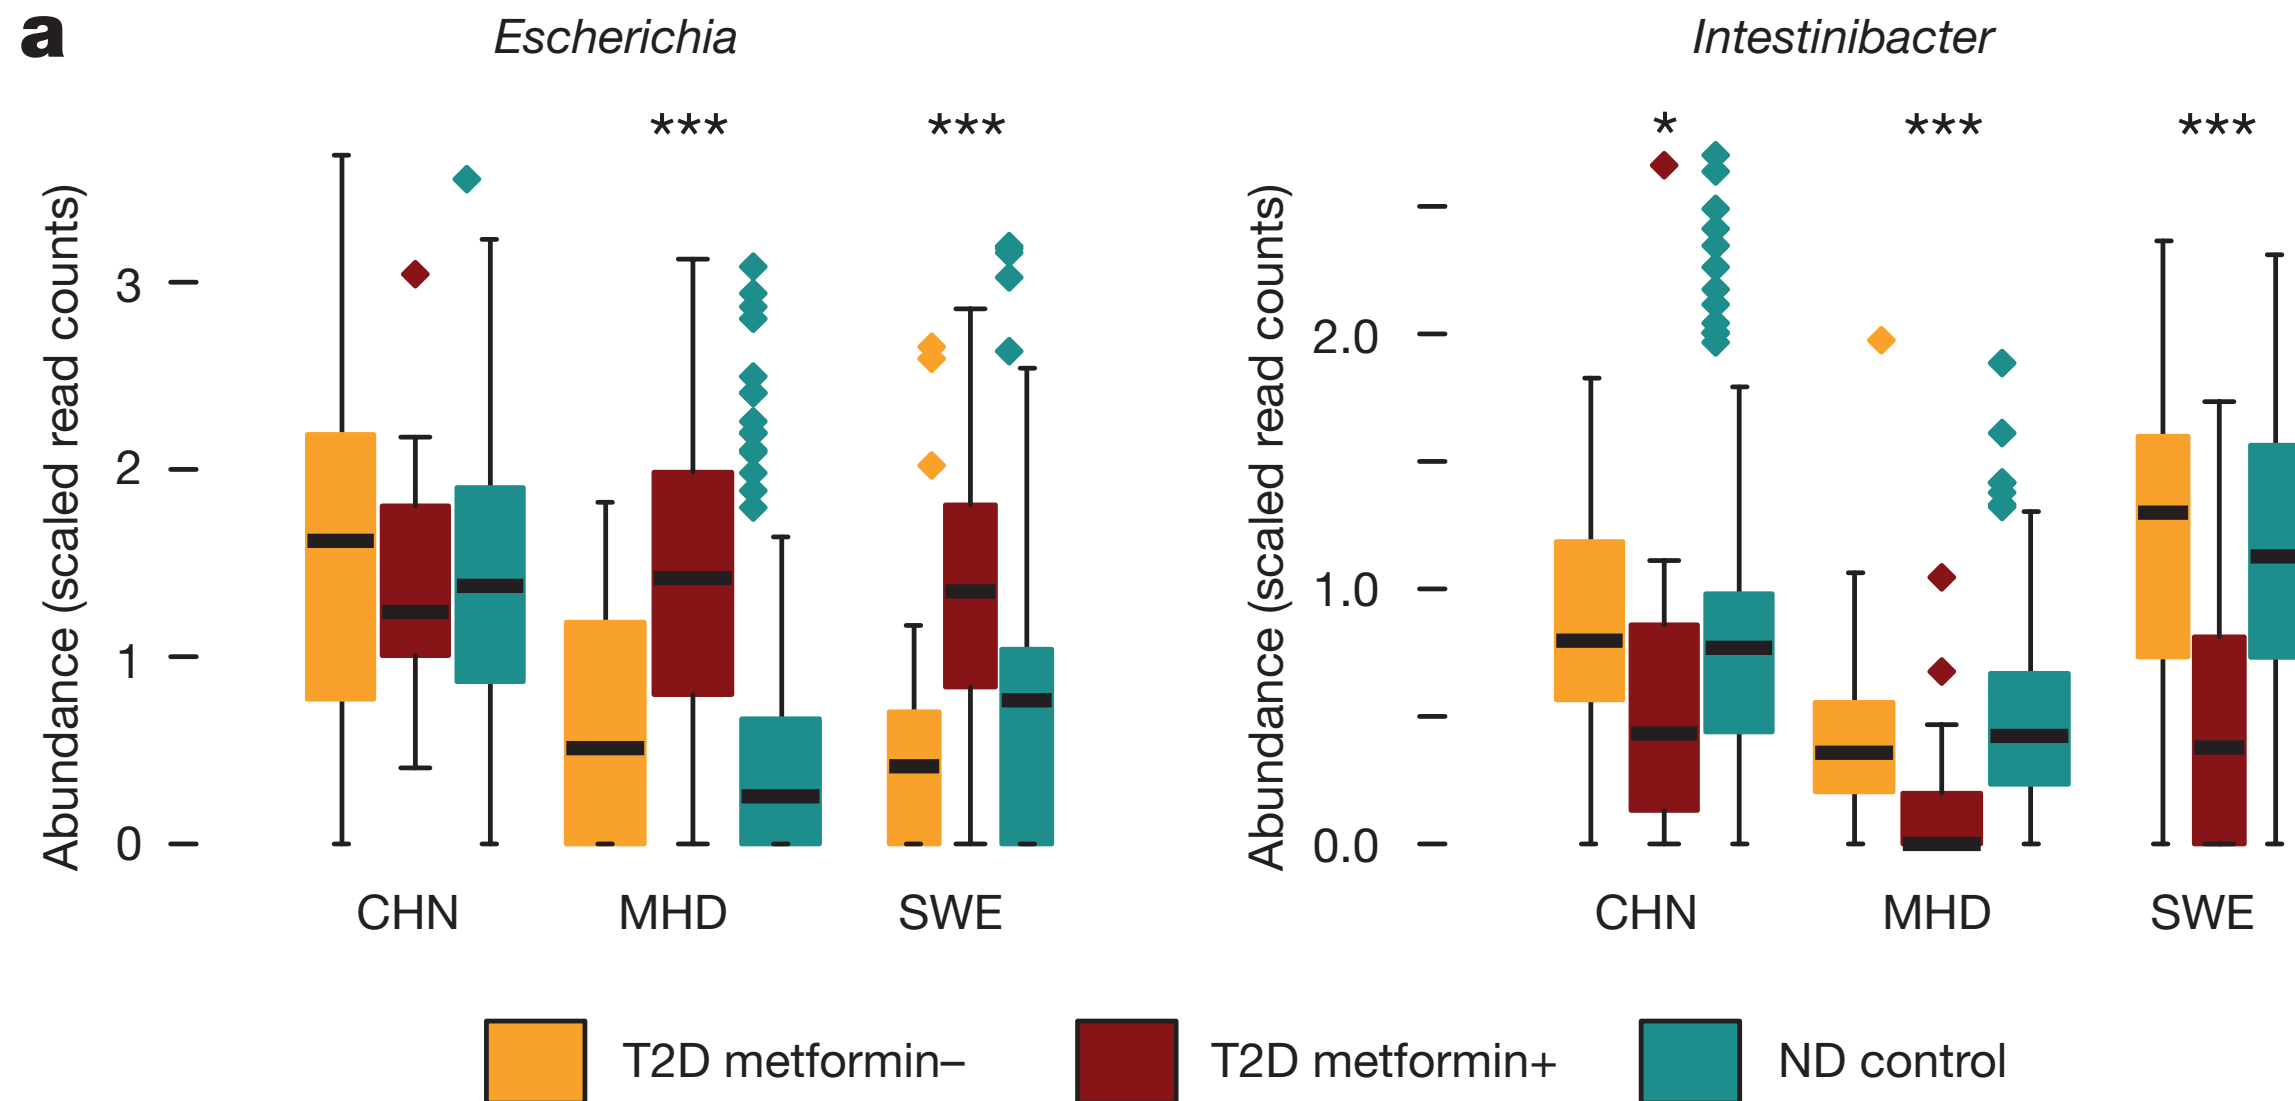 a
Escherichia
Intestinibacter
*** ***
* *** ***
Abundance (scaled read counts)
3
2
1
0
CHN MHD SWE
Abundance (scaled read counts)
2.0
1.0
0.0
CHN MHD SWE
T2D metformin– T2D metformin+ ND control